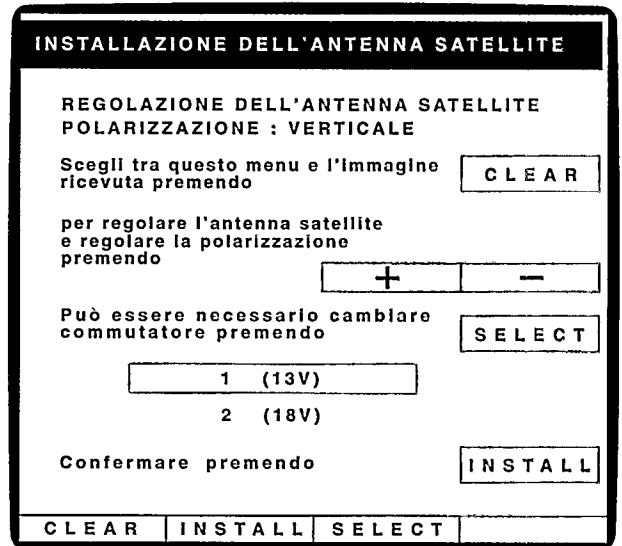 INSTALLAZIONE DELL'ANTENNA SATELLITE
REGOLAZIONE DELL'ANTENNA SATELLITE
POLARIZZAZIONE : VERTICALE
Scegli tra questo menu e l'immagine
ricevuta premendo
CLEAR
per regolare l'antenna satellite
e regolare la polarizzazione
premendo
+ −
Può essere necessario cambiare
commutatore premendo
SELECT
1 (13V)
2 (18V)
Confermare premendo
INSTALL
CLEAR INSTALL SELECT